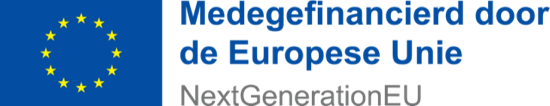 Medegefinancierd door
de Europese Unie
NextGenerationEU